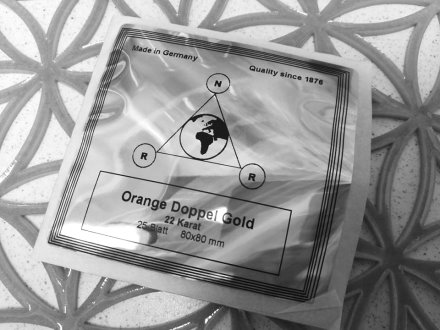 Made in Germany
Quality since 1876
N
R
R
Orange Doppel Gold
22 Karat
25 Blatt 80x80 mm